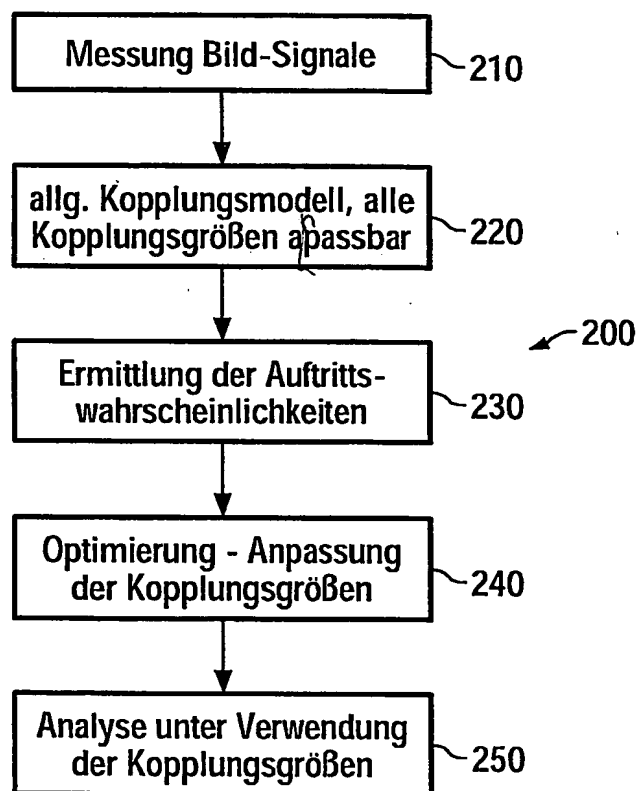 Messung Bild-Signale
210
allg. Kopplungsmodell, alle
Kopplungsgrößen apassbar
220
200
Ermittlung der Auftritts-
wahrscheinlichkeiten
230
Optimierung - Anpassung
der Kopplungsgrößen
240
Analyse unter Verwendung
der Kopplungsgrößen
250